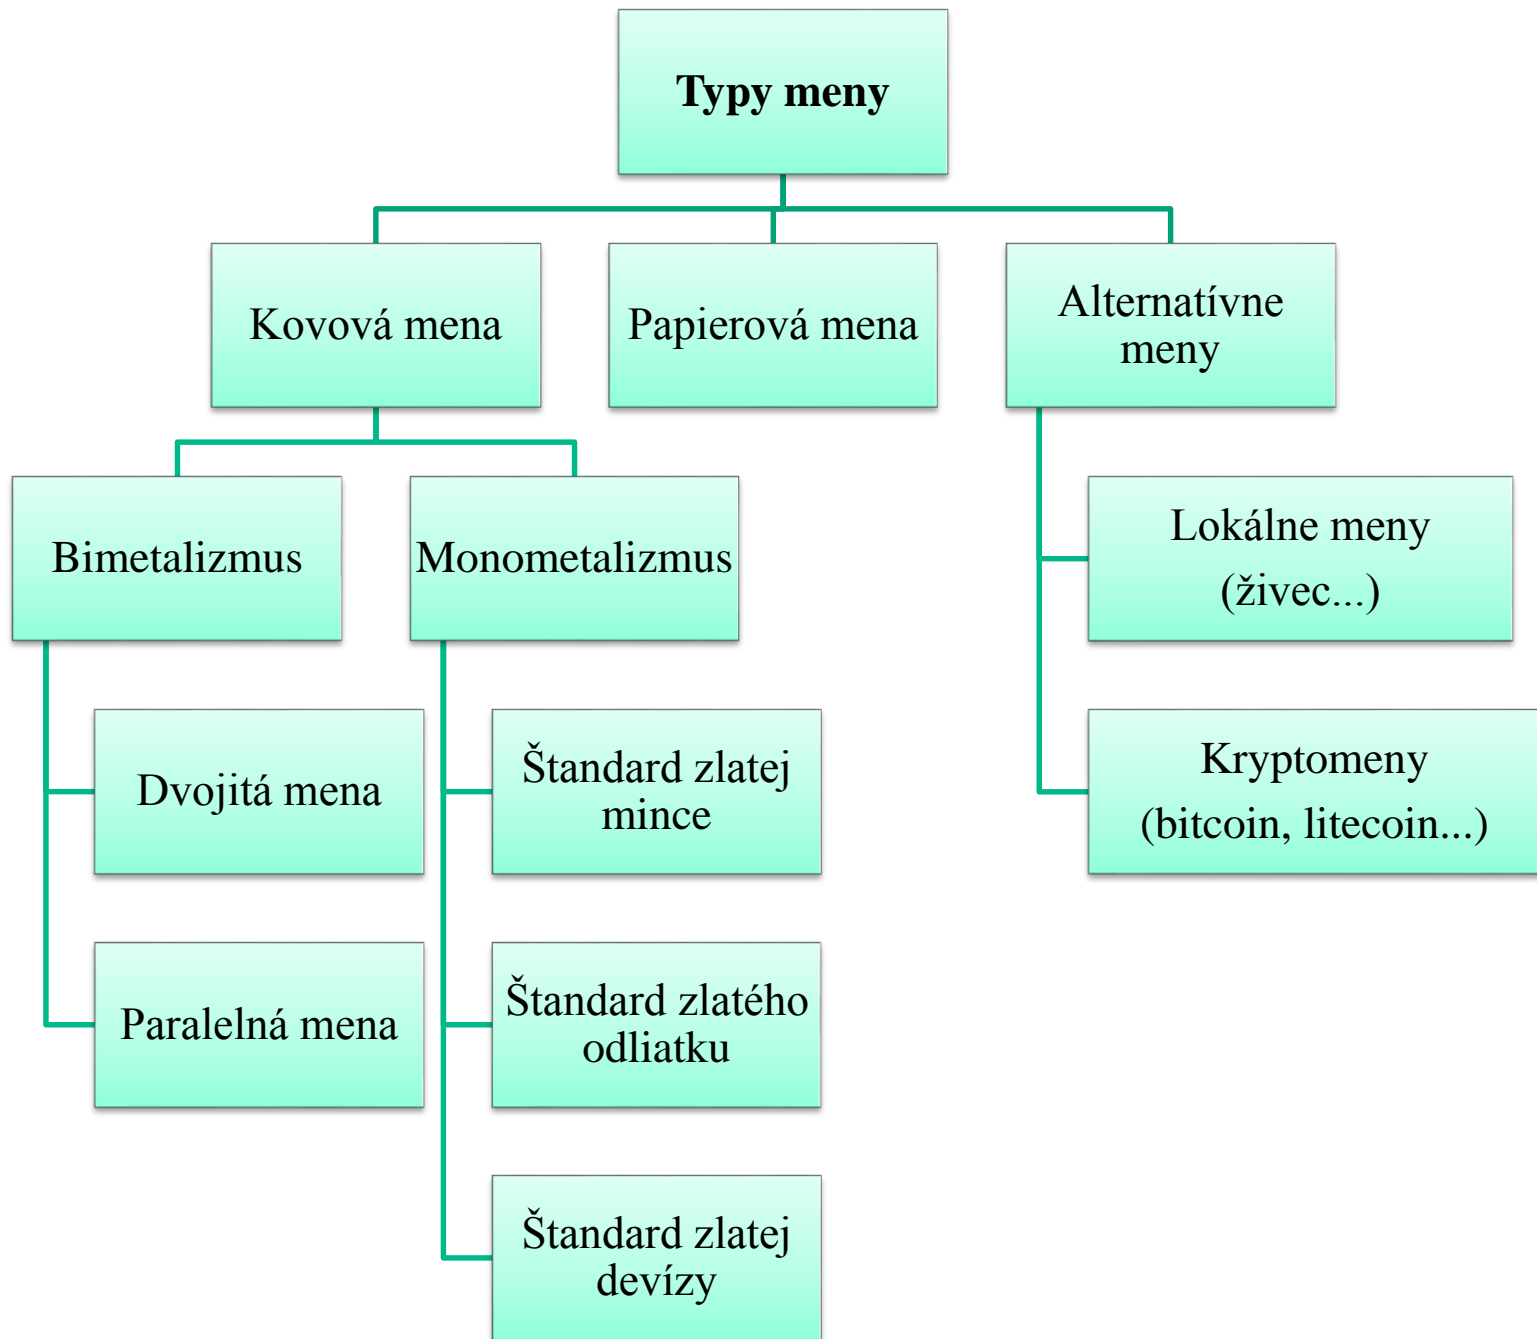 Typy meny
Kovová mena
Papierová mena
Alternatívne
meny
Bimetalizmus
Monometalizmus
Lokálne meny
(živec...)
Dvojitá mena
Štandard zlatej
mince
Kryptomeny
(bitcoin, litecoin...)
Paralelná mena
Štandard zlatého
odliatku
Štandard zlatej
devízy